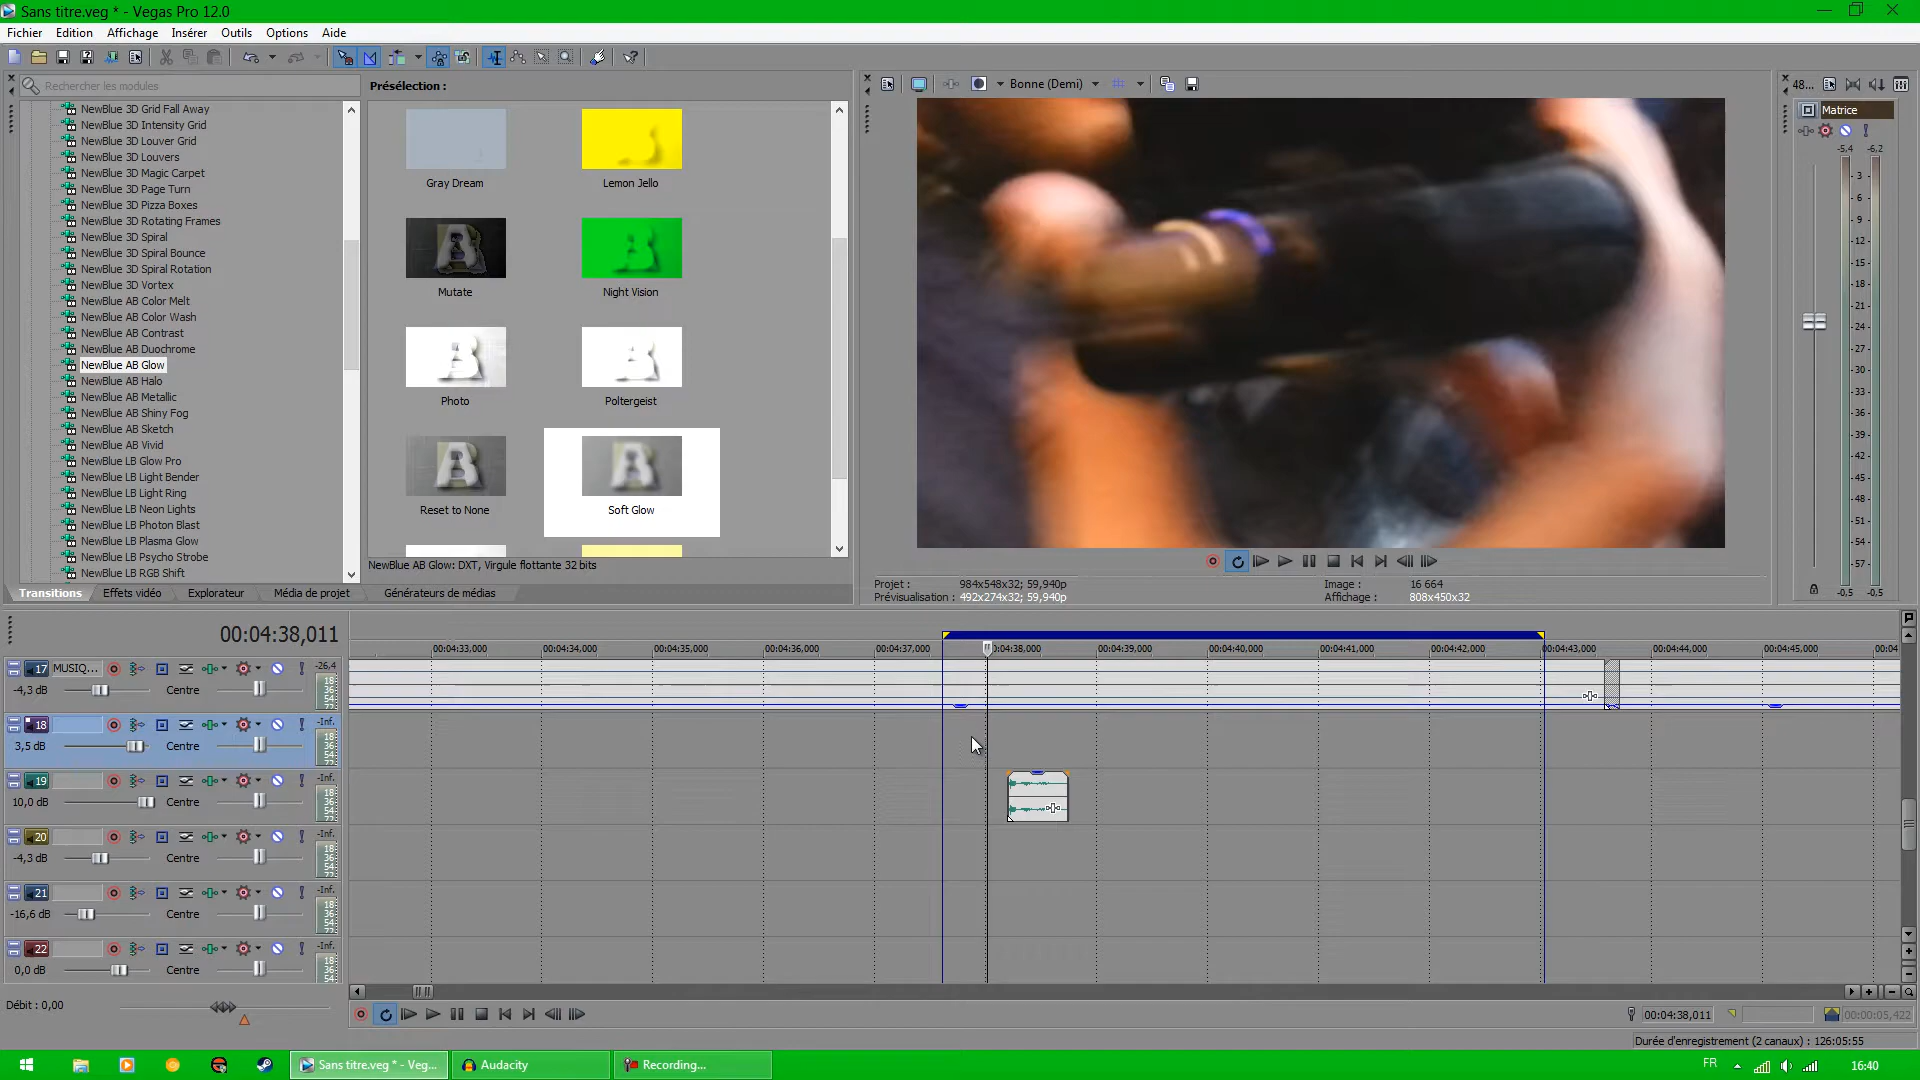 Sans titre.veg * - Vegas Pro 12.0
Fichier Edition Affichage Insérer Outils Options Aide
Rechercher les modules
NewBlue 3D Grid Fall Away
NewBlue 3D Intensity Grid
NewBlue 3D Louver Grid
NewBlue 3D Louvers
NewBlue 3D Magic Carpet
NewBlue 3D Page Turn
NewBlue 3D Pizza Boxes
NewBlue 3D Rotating Frames
NewBlue 3D Spiral
NewBlue 3D Spiral Bounce
NewBlue 3D Spiral Rotation
NewBlue 3D Vortex
NewBlue AB Color Melt
NewBlue AB Color Wash
NewBlue AB Contrast
NewBlue AB Duochrome
NewBlue AB Glow
NewBlue AB Halo
NewBlue AB Metallic
NewBlue AB Shiny Fog
NewBlue AB Sketch
NewBlue AB Vivid
NewBlue LB Glow Pro
NewBlue LB Light Bender
NewBlue LB Light Ring
NewBlue LB Neon Lights
NewBlue LB Photon Blast
NewBlue LB Plasma Glow
NewBlue LB Psycho Strobe
NewBlue LB RGB Shift
Présélection :
Gray Dream Lemon Jello
Mutate Night Vision
Photo Poltergeist
Reset to None Soft Glow
NewBlue AB Glow: DXT, Virgule flottante 32 bits
Transitions Effets vidéo Explorateur Média de projet Générateurs de médias
Bonne (Demi)
Projet : 984x548x32; 59,940p Image : 16 664
Prévisualisation : 492x274x32; 59,940p Affichage : 808x450x32
48...
Matrice
-5,4 -6,2
- 3 -
- 6 -
- 9 -
-12-
-15-
-18-
-21-
-24-
-27-
-30-
-33-
-36-
-39-
-42-
-45-
-48-
-51-
-54-
-57-
-0,5 -0,5
00:04:38,011
00:04:33,000 00:04:34,000 00:04:35,000 00:04:36,000 00:04:37,000 0:04:38,000 00:04:39,000 00:04:40,000 00:04:41,000 00:04:42,000 00:04:43,000 00:04:44,000 00:04:45,000 00:04
17 MUSIQ... -26,4
-4,3 dB Centre
18 -Inf.
3,5 dB Centre
19 -Inf.
10,0 dB Centre
20 -Inf.
-4,3 dB Centre
21 -Inf.
-16,6 dB Centre
22 -Inf.
0,0 dB Centre
Débit : 0,00
00:04:38,011 00:00:05,422
Durée d'enregistrement (2 canaux) : 126:05:55
Sans titre.veg * - Veg... Audacity Recording... FR 16:40